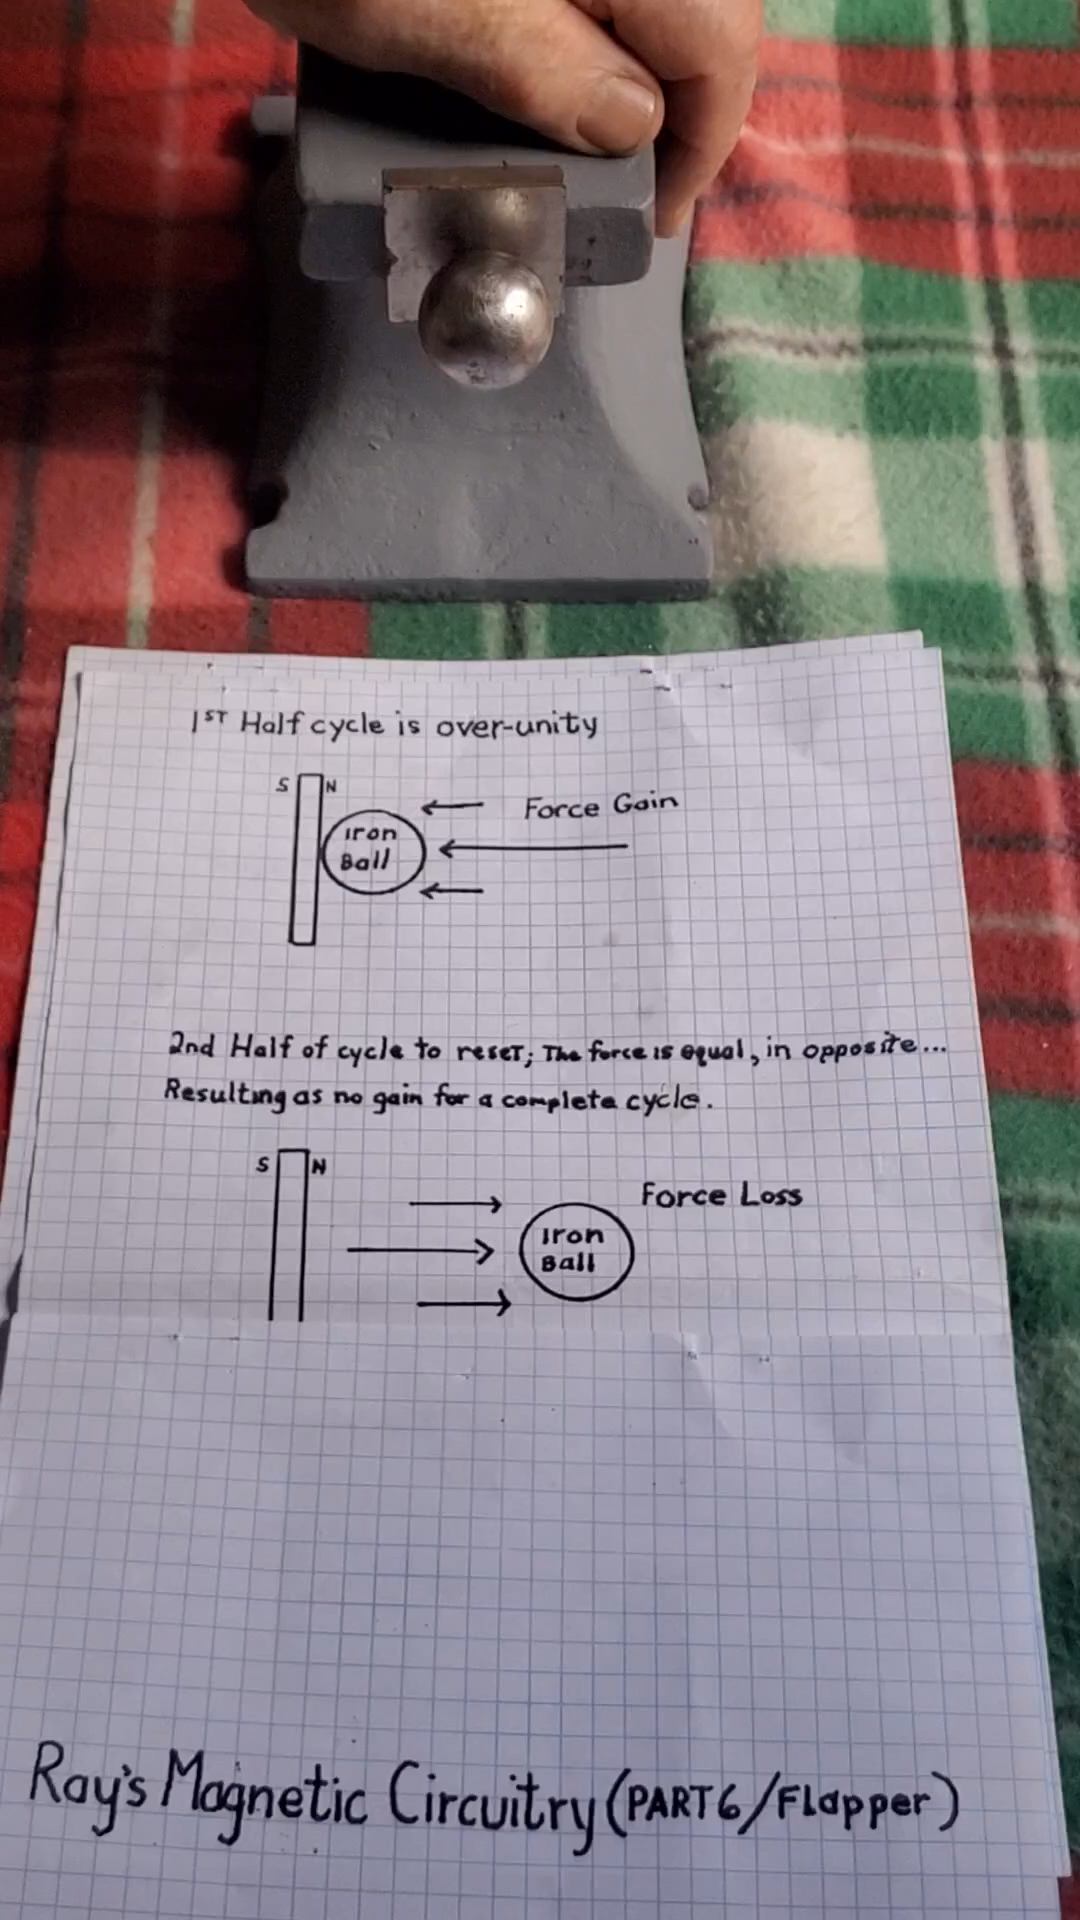 1ST Half cycle is over-unity
S N
Iron
Ball
Force Gain
2nd Half of cycle to reset; The force is equal, in opposite...
Resulting as no gain for a complete cycle.
S N
Force Loss
Iron
Ball
Ray's Magnetic Circuitry (PART 6/Flapper)